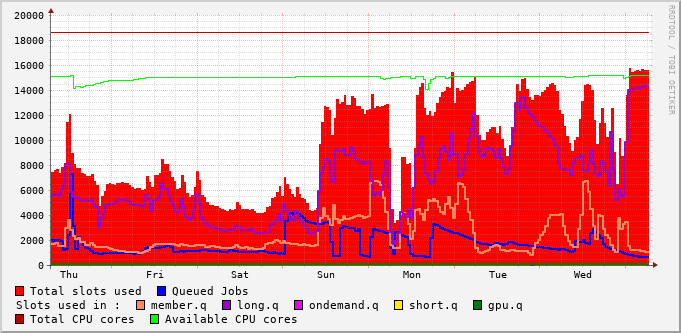 20000
18000
16000
14000
12000
10000
8000
6000
4000
2000
0
Thu Fri Sat Sun Mon Tue Wed
RRDTOOL / TOBI OETIKER
Total slots used Queued Jobs
Slots used in : member.q long.q ondemand.q short.q gpu.q
Total CPU cores Available CPU cores